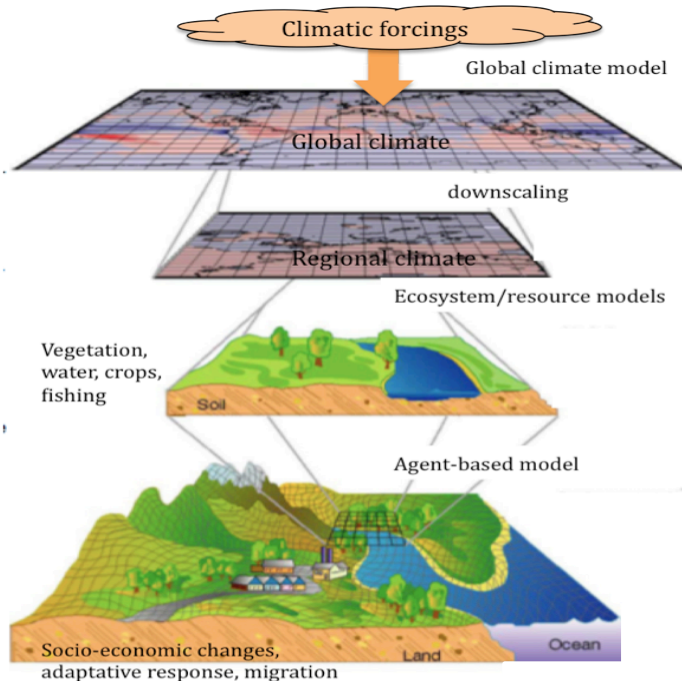 Climatic forcings
Global climate model
Global climate
downscaling
Regional climate
Ecosystem/resource models
Vegetation,
water, crops,
fishing
Soil
Agent-based model
Socio-economic changes,
adaptative response, migration
Land
Ocean